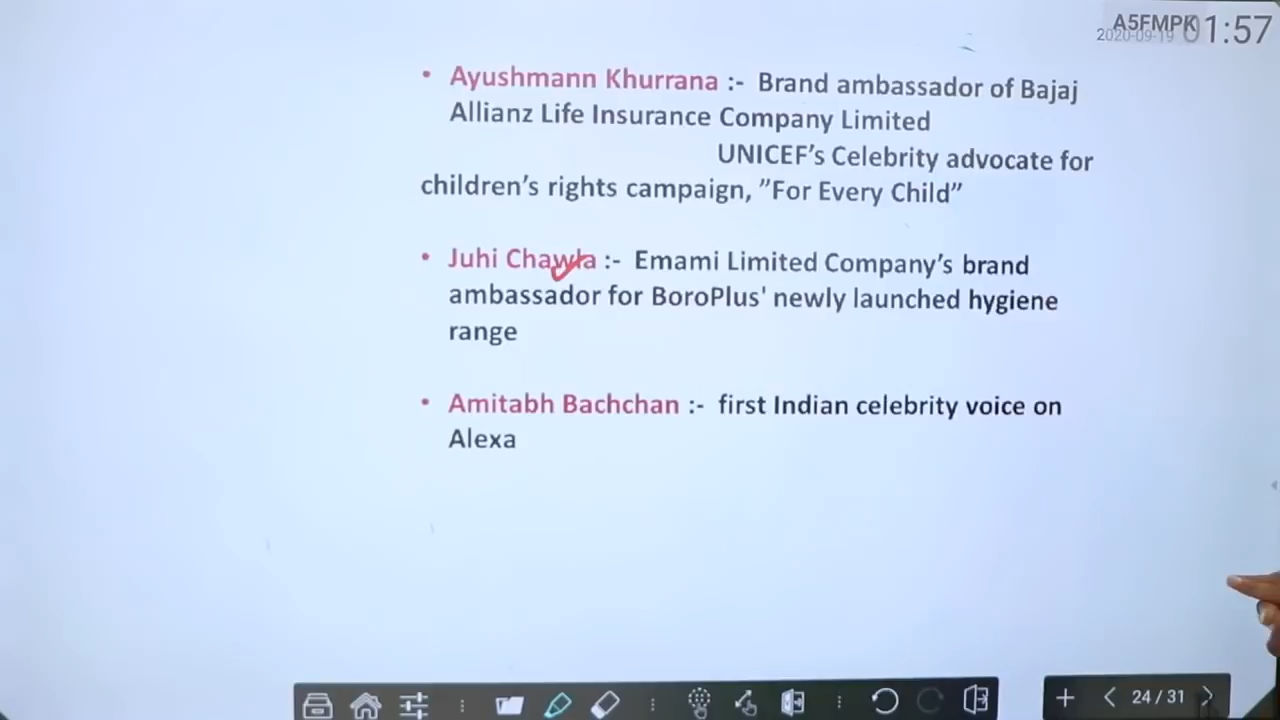 A5FMPK
2020-09-19 01:57
• Ayushmann Khurrana :- Brand ambassador of Bajaj
Allianz Life Insurance Company Limited
UNICEF’s Celebrity advocate for
children’s rights campaign, ”For Every Child”
• Juhi Chawla :- Emami Limited Company’s brand
ambassador for BoroPlus' newly launched hygiene
range
• Amitabh Bachchan :- first Indian celebrity voice on
Alexa
24 / 31